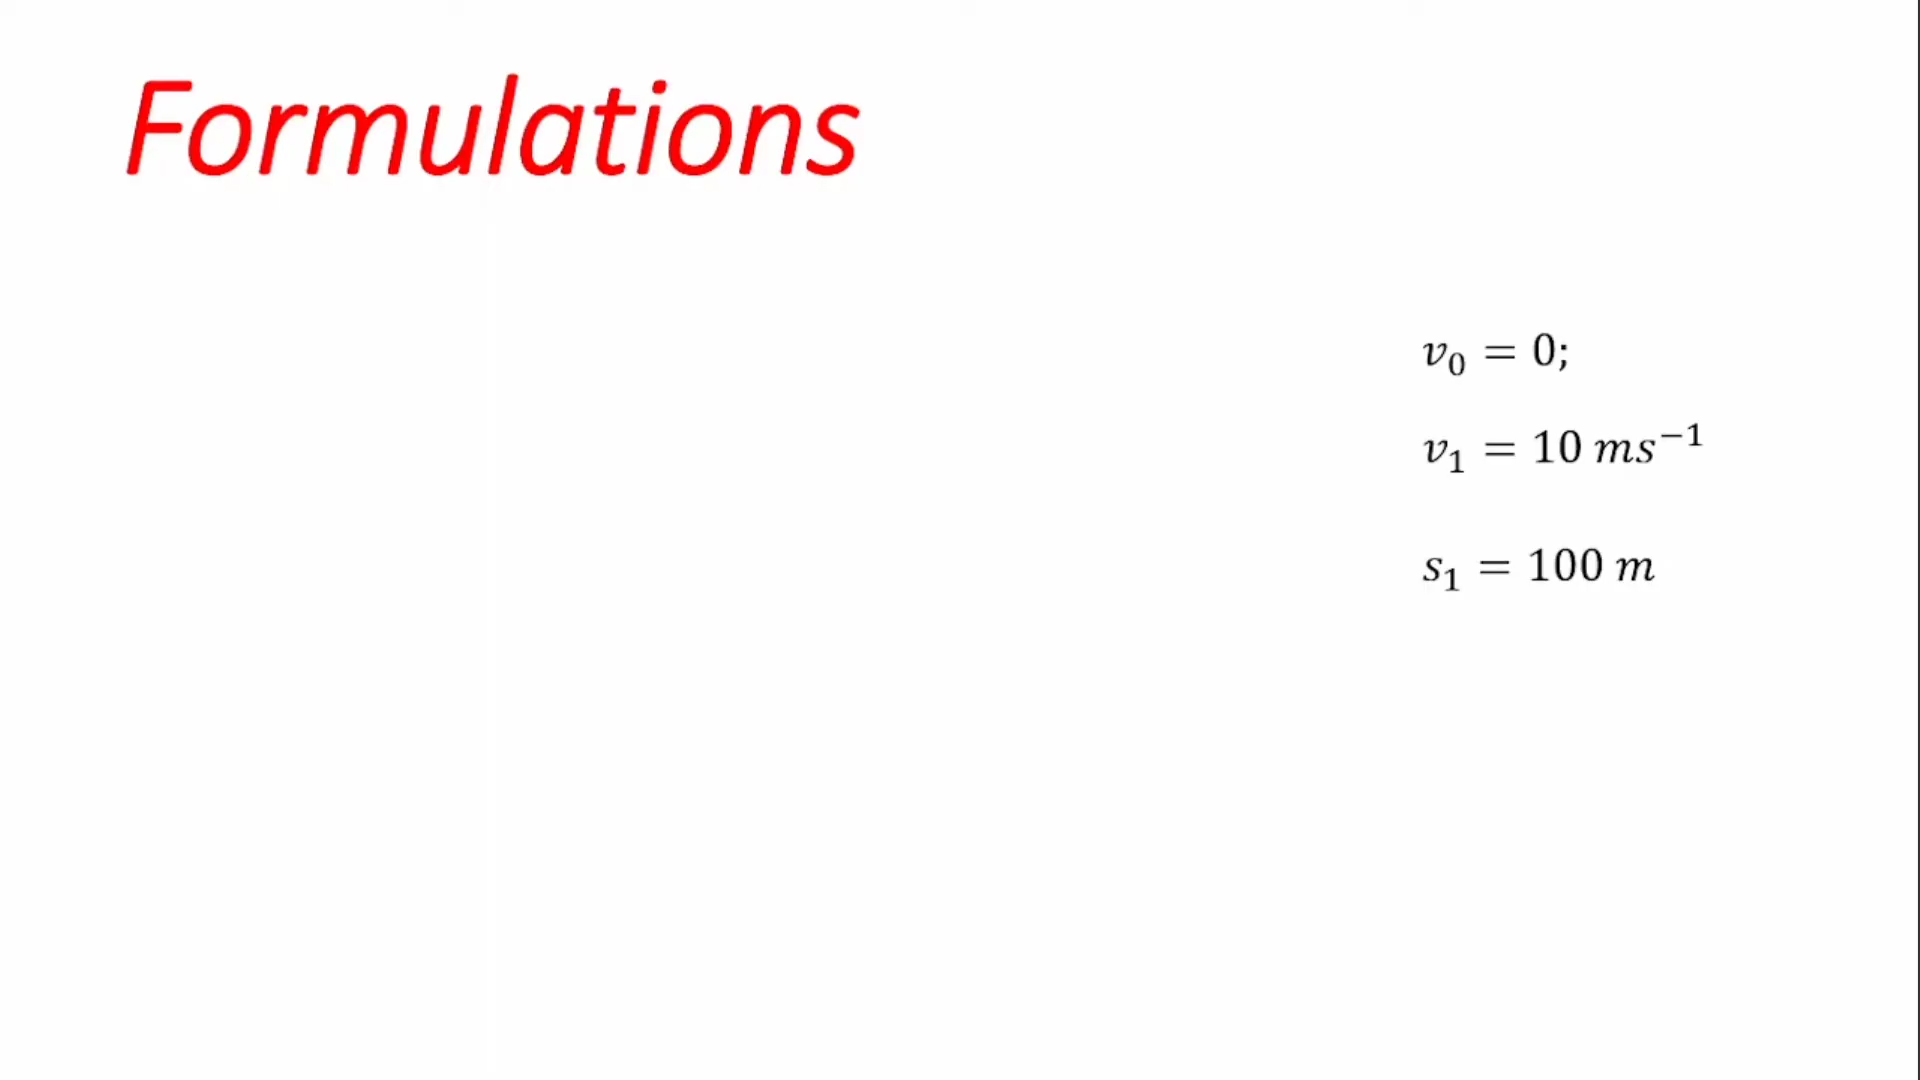 Formulations
v₀ = 0;
v₁ = 10 ms⁻¹
s₁ = 100 m